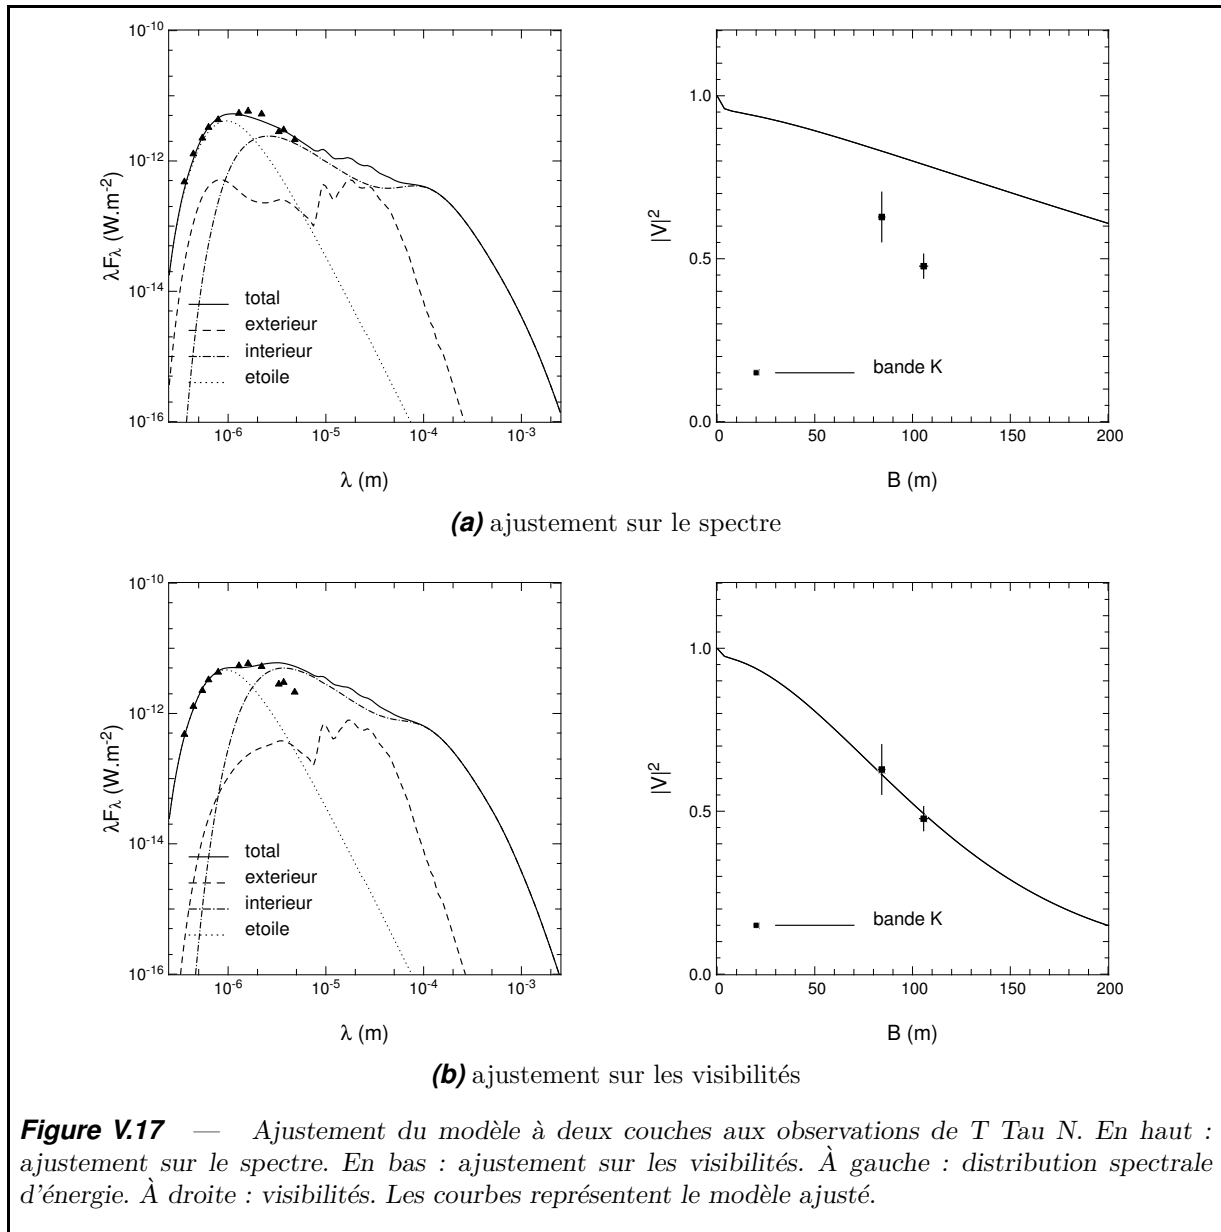 10-10
10-12
10-14
10-16
λFλ (W.m-2)
total
exterieur
interieur
etoile
10-6
10-5
10-4
10-3
λ (m)
1.0
0.5
0.0
|V|2
bande K
0
50
100
150
200
B (m)
(a) ajustement sur le spectre
10-10
10-12
10-14
10-16
λFλ (W.m-2)
total
exterieur
interieur
etoile
10-6
10-5
10-4
10-3
λ (m)
1.0
0.5
0.0
|V|2
bande K
0
50
100
150
200
B (m)
(b) ajustement sur les visibilités
Figure V.17 — Ajustement du modèle à deux couches aux observations de T Tau N. En haut :
ajustement sur le spectre. En bas : ajustement sur les visibilités. À gauche : distribution spectrale
d'énergie. À droite : visibilités. Les courbes représentent le modèle ajusté.